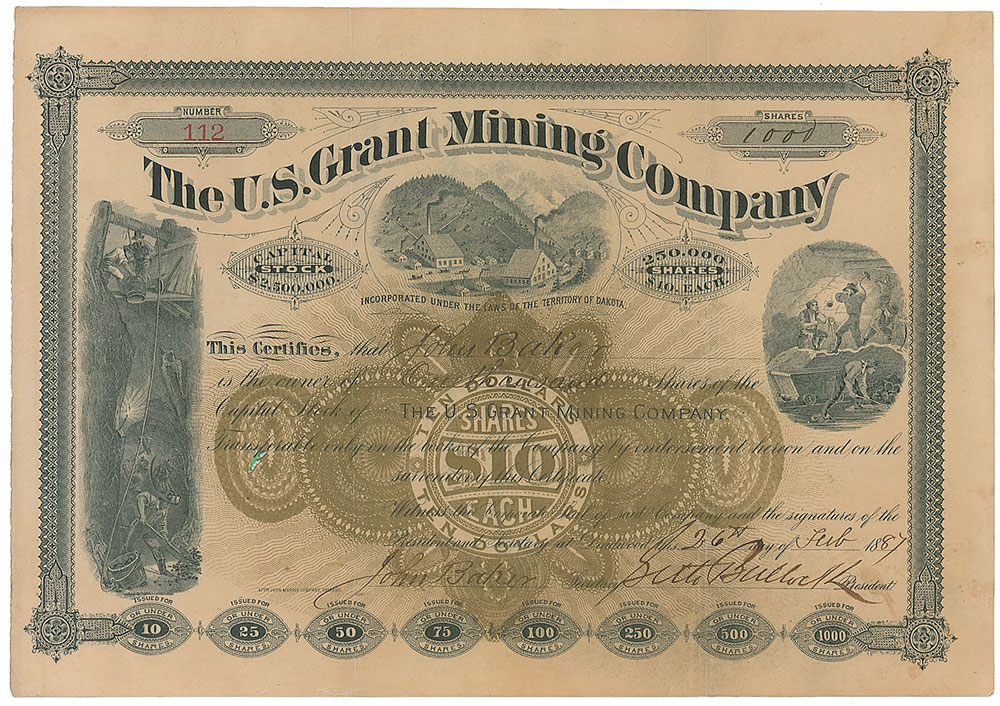 NUMBER
112
SHARES
1000
The U.S. Grant Mining Company
CAPITAL
STOCK
$2,500,000.
250,000
SHARES
$10. EACH.
INCORPORATED UNDER THE LAWS OF THE TERRITORY OF DAKOTA.
This Certifies, that John Baker
is the owner of One thousand Shares of the
Capital Stock of THE U.S. GRANT MINING COMPANY
Transferable only on the books of the Company by endorsement hereon and on the
surrender of this Certificate.
Witness the Corporate Seal of said Company and the signatures of the
President and Secretary at Deadwood this 26th day of Feb 1887
John Baker Secretary Seth Bullock President
TEN DOLLARS
SHARES
$10
EACH
ISSUED FOR
10
OR UNDER
SHARES
ISSUED FOR
25
OR UNDER
SHARES
ISSUED FOR
50
OR UNDER
SHARES
ISSUED FOR
75
OR UNDER
SHARES
ISSUED FOR
100
OR UNDER
SHARES
ISSUED FOR
250
OR UNDER
SHARES
ISSUED FOR
500
OR UNDER
SHARES
ISSUED FOR
1000
OR UNDER
SHARES